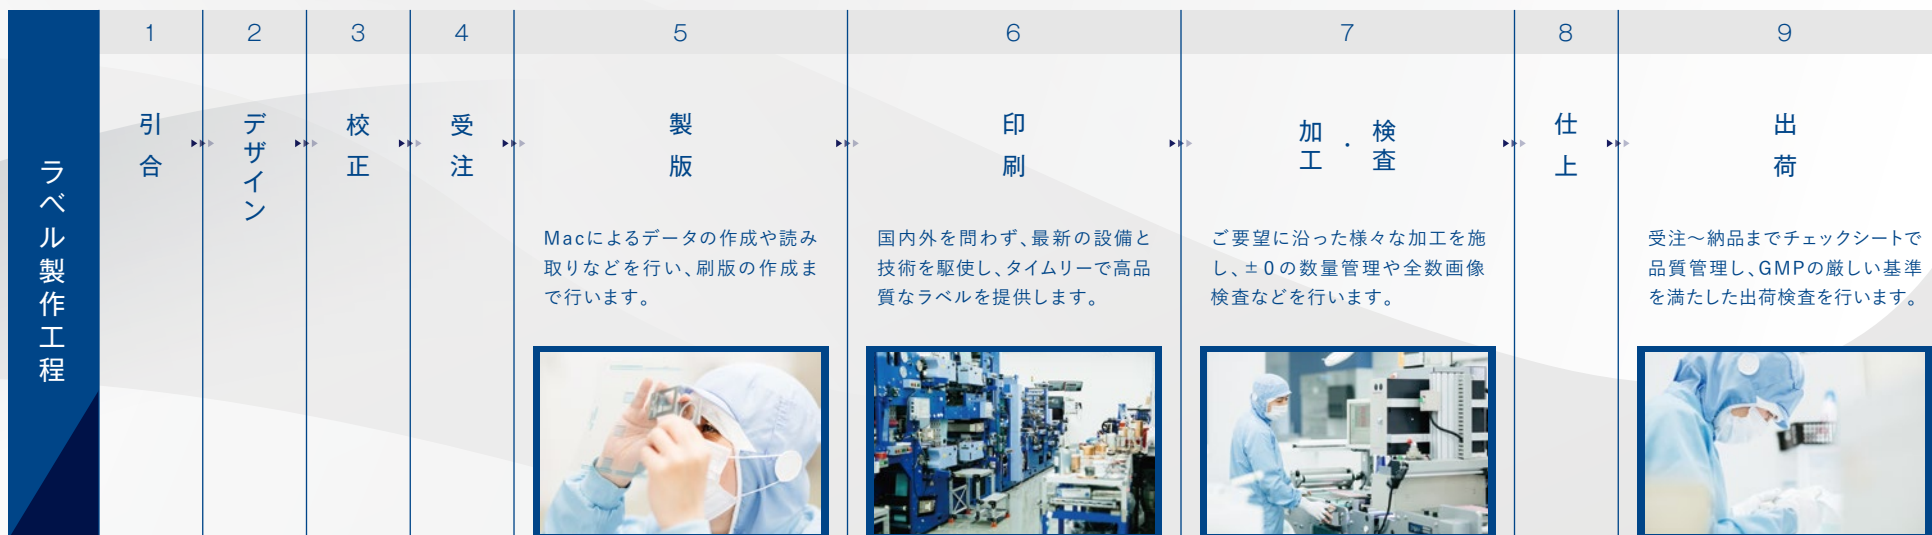 ラベル製作工程
1
引合
2
デザイン
3
校正
4
受注
5
製版
Macによるデータの作成や読み
取りなどを行い、刷版の作成ま
で行います。
6
印刷
国内外を問わず、最新の設備と
技術を駆使し、タイムリーで高品
質なラベルを提供します。
7
加工・検査
ご要望に沿った様々な加工を施
し、±0の数量管理や全数画像
検査などを行います。
8
仕上
9
出荷
受注～納品までチェックシートで
品質管理し、GMPの厳しい基準
を満たした出荷検査を行います。